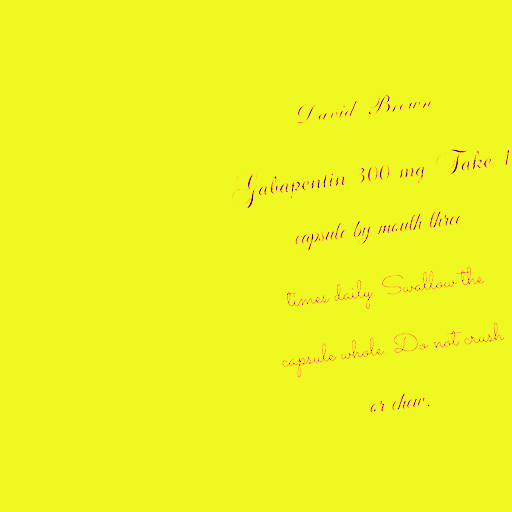 David Brown
Gabapentin 300 mg Take 1
capsule by mouth three
times daily. Swallow the
capsule whole. Do not crush
or chew.